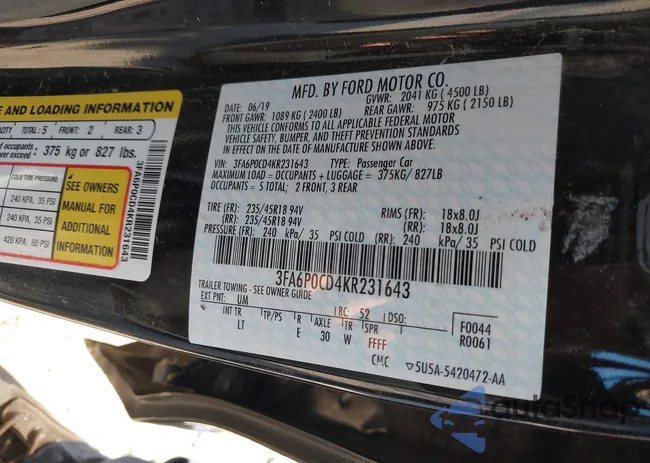 E AND LOADING INFORMATION
CITY TOTAL: 5 FRONT: 2 REAR: 3
of occupants over exceed: 375 kg or 827 lbs.
COLD TIRE PRESSURE
240 KPA, 35 PSI
240 KPA, 35 PSI
420 KPA, 60 PSI
SEE OWNERS
MANUAL FOR
ADDITIONAL
INFORMATION
3FA6P0CD4KR231643
MFD. BY FORD MOTOR CO.
DATE: 06/19 GVWR: 2041 KG ( 4500 LB)
FRONT GAWR: 1089 KG ( 2400 LB) REAR GAWR: 975 KG ( 2150 LB)
THIS VEHICLE CONFORMS TO ALL APPLICABLE FEDERAL MOTOR
VEHICLE SAFETY, BUMPER, AND THEFT PREVENTION STANDARDS
IN EFFECT ON THE DATE OF MANUFACTURE SHOWN ABOVE.
VIN: 3FA6P0CD4KR231643 TYPE: Passenger Car
MAXIMUM LOAD = OCCUPANTS + LUGGAGE = 375KG/ 827LB
OCCUPANTS = 5 TOTAL; 2 FRONT, 3 REAR
TIRE (FR): 235/45R18 94V RIMS (FR): 18x8.0J
(RR): 235/45R18 94V (RR): 18x8.0J
PRESSURE (FR): 240 kPa/ 35 PSI COLD (RR): 240 kPa/35 PSI COLD
3FA6P0CD4KR231643
TRAILER TOWING - SEE OWNER GUIDE
EXT PNT: UM RC: 52 DSO:
INT TR TP/PS R AXLE TR SPR F0044
LT E 30 W FFFF R0061
CMC ▽5U5A-5420472-AA
autoSnap